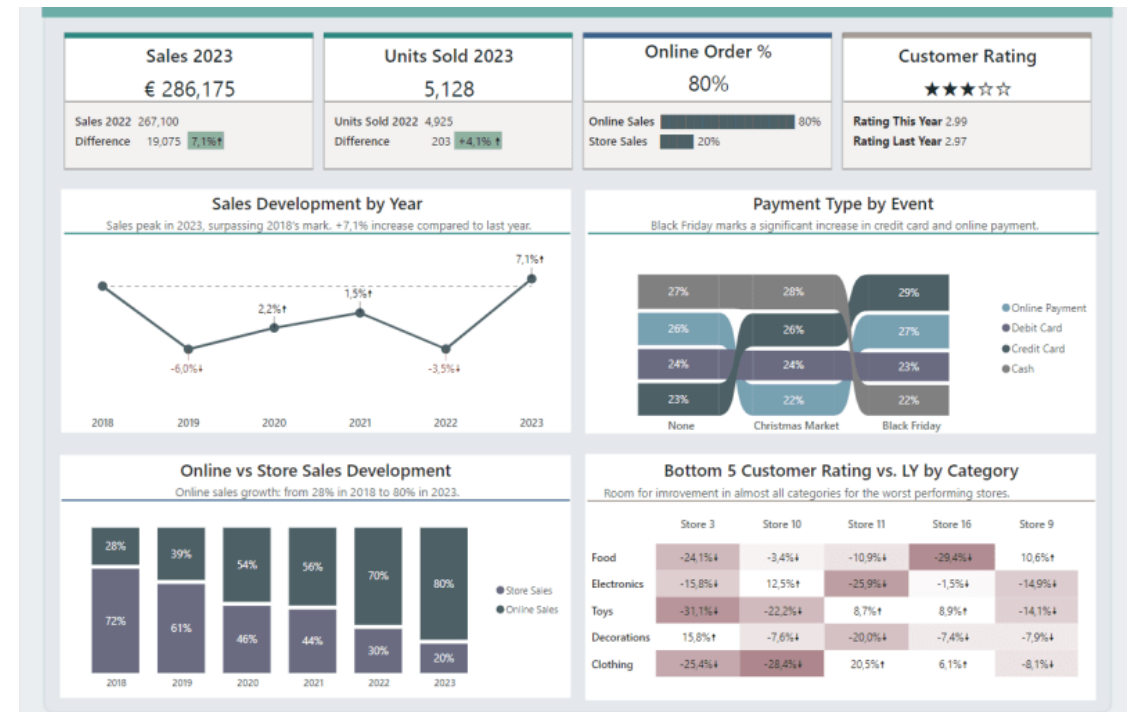 Sales 2023
€ 286,175
Sales 2022 267,100
Difference 19,075 7,1%↑
Units Sold 2023
5,128
Units Sold 2022 4,925
Difference 203 +4,1% ↑
Online Order %
80%
Online Sales 80%
Store Sales 20%
Customer Rating
★★★☆☆
Rating This Year 2.99
Rating Last Year 2.97
Sales Development by Year
Sales peak in 2023, surpassing 2018's mark. +7,1% increase compared to last year.
7,1%↑
1,5%↑
2,2%↑
-6,0%↓
-3,5%↓
2018 2019 2020 2021 2022 2023
Payment Type by Event
Black Friday marks a significant increase in credit card and online payment.
27% 28% 29%
26% 26% 27%
24% 24% 23%
23% 22% 22%
None Christmas Market Black Friday
Online Payment
Debit Card
Credit Card
Cash
Online vs Store Sales Development
Online sales growth: from 28% in 2018 to 80% in 2023.
28% 39% 54% 56% 70% 80%
72% 61% 46% 44% 30% 20%
2018 2019 2020 2021 2022 2023
Store Sales
Online Sales
Bottom 5 Customer Rating vs. LY by Category
Room for imrovement in almost all categories for the worst performing stores.
Store 3 Store 10 Store 11 Store 16 Store 9
Food -24,1%↓ -3,4%↓ -10,9%↓ -29,4%↓ 10,6%↑
Electronics -15,8%↓ 12,5%↑ -25,9%↓ -1,5%↓ -14,9%↓
Toys -31,1%↓ -22,2%↓ 8,7%↑ 8,9%↑ -14,1%↓
Decorations 15,8%↑ -7,6%↓ -20,0%↓ -7,4%↓ -7,9%↓
Clothing -25,4%↓ -28,4%↓ 20,5%↑ 6,1%↑ -8,1%↓